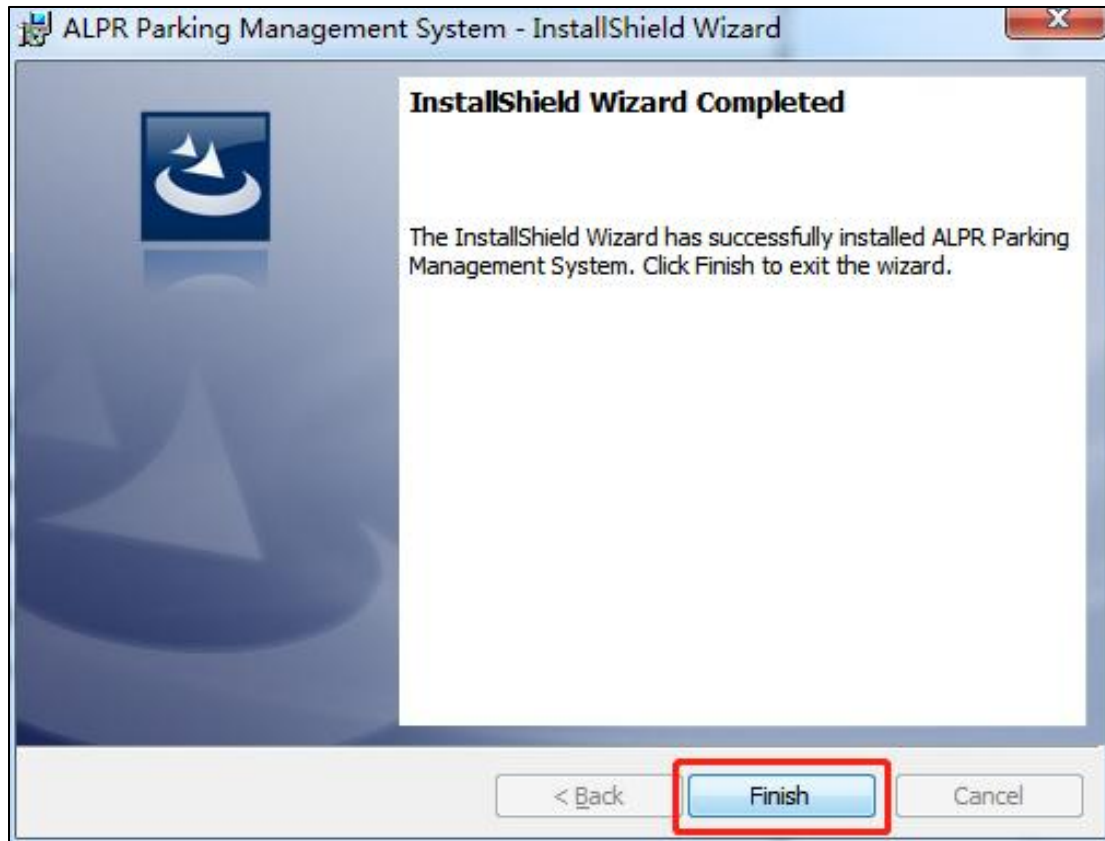 ALPR Parking Management System - InstallShield Wizard
InstallShield Wizard Completed
The InstallShield Wizard has successfully installed ALPR Parking
Management System. Click Finish to exit the wizard.
< Back
Finish
Cancel